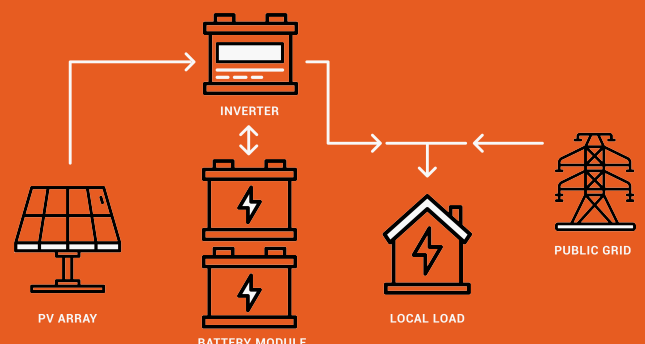 INVERTER
PUBLIC GRID
PV ARRAY
LOCAL LOAD
BATTERY MODULE